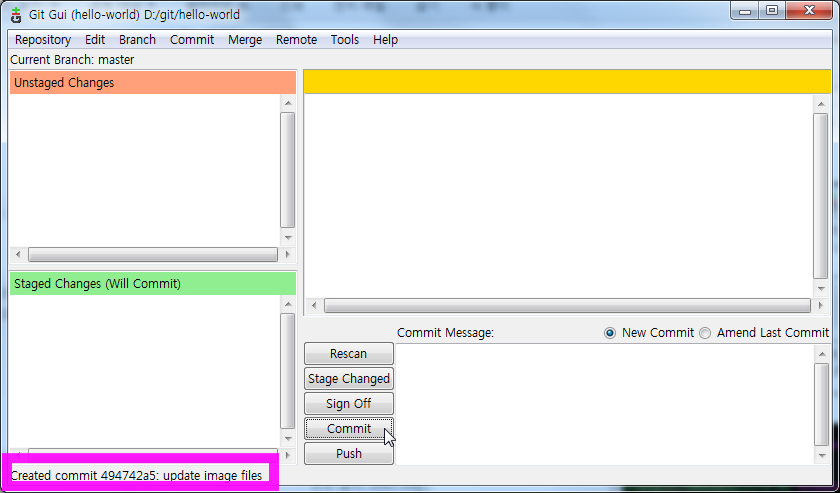 Git Gui (hello-world) D:/git/hello-world
Repository Edit Branch Commit Merge Remote Tools Help
Current Branch: master
Unstaged Changes
Staged Changes (Will Commit)
Commit Message: New Commit Amend Last Commit
Rescan
Stage Changed
Sign Off
Commit
Push
Created commit 494742a5: update image files